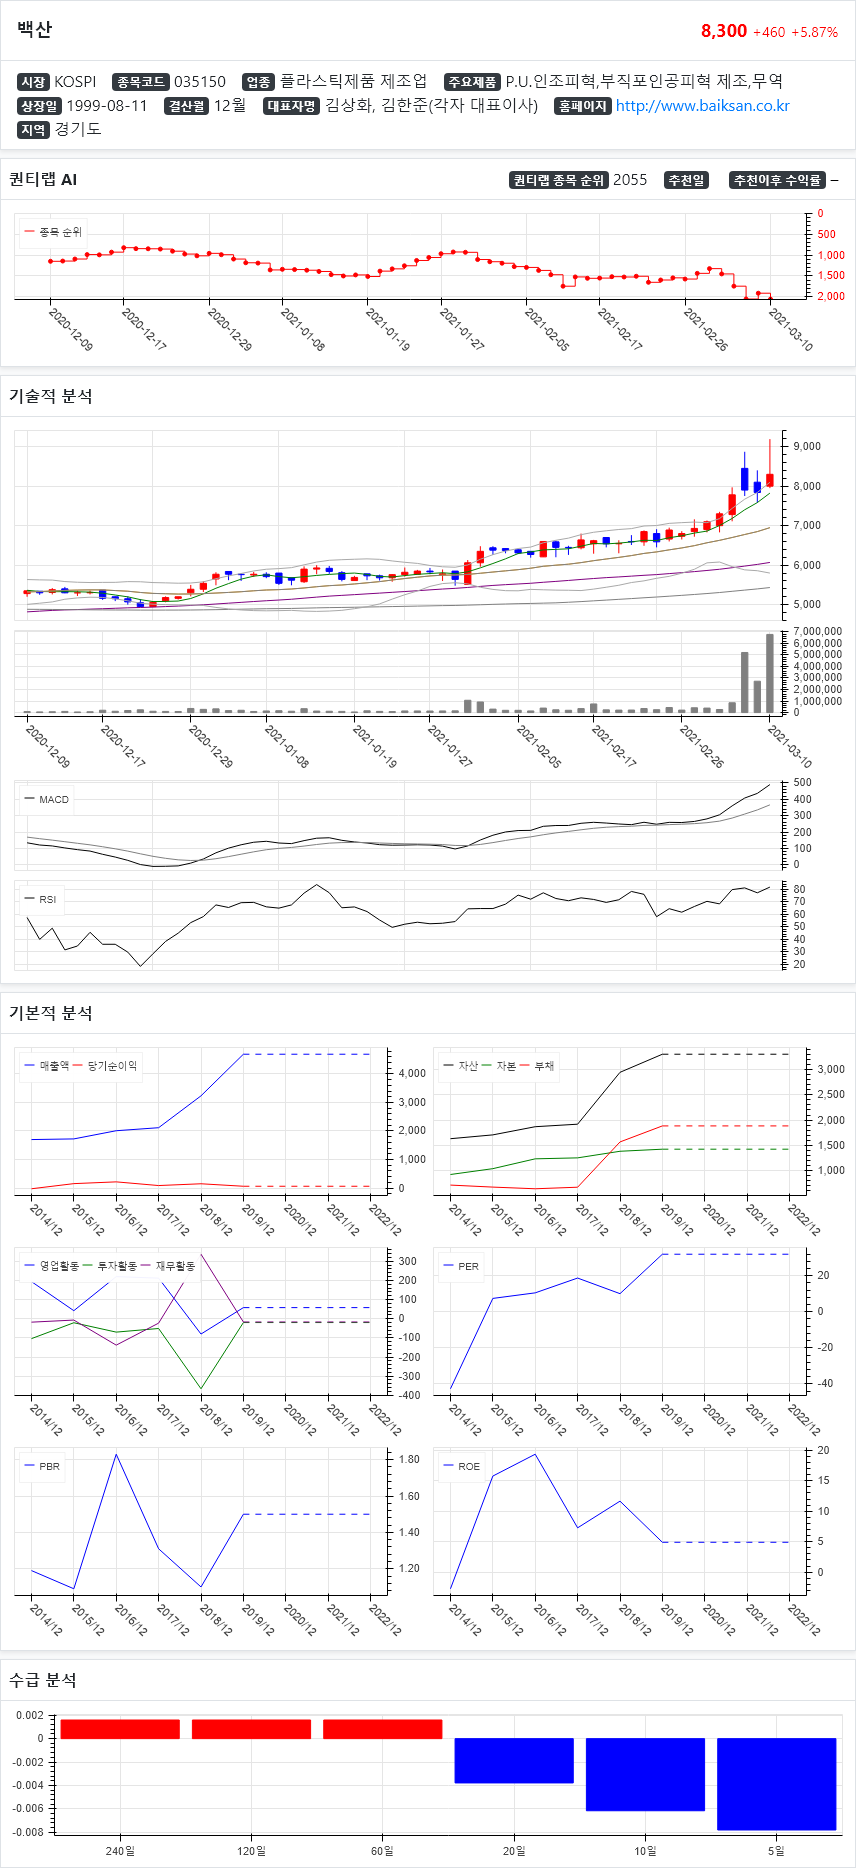 백산
8,300 +460 +5.87%
시장 KOSPI 종목코드 035150 업종 플라스틱제품 제조업 주요제품 P.U.인조피혁,부직포인공피혁 제조,무역
상장일 1999-08-11 결산월 12월 대표자명 김상화, 김한준(각자 대표이사) 홈페이지 http://www.baiksan.co.kr
지역 경기도
퀀티랩 AI
퀀티랩 종목 순위 2055 추천일 추천이후 수익률 –
종목 순위
0
500
1,000
1,500
2,000
2020-12-09 2020-12-17 2020-12-29 2021-01-08 2021-01-19 2021-01-27 2021-02-05 2021-02-17 2021-02-26 2021-03-10
기술적 분석
9,000
8,000
7,000
6,000
5,000
7,000,000
6,000,000
5,000,000
4,000,000
3,000,000
2,000,000
1,000,000
0
2020-12-09 2020-12-17 2020-12-29 2021-01-08 2021-01-19 2021-01-27 2021-02-05 2021-02-17 2021-02-26 2021-03-10
MACD
500
400
300
200
100
0
RSI
80
70
60
50
40
30
20
기본적 분석
매출액 당기순이익
4,000
3,000
2,000
1,000
0
2014/12 2015/12 2016/12 2017/12 2018/12 2019/12 2020/12 2021/12 2022/12
자산 자본 부채
3,000
2,500
2,000
1,500
1,000
2014/12 2015/12 2016/12 2017/12 2018/12 2019/12 2020/12 2021/12 2022/12
영업활동 투자활동 재무활동
300
200
100
0
-100
-200
-300
-400
2014/12 2015/12 2016/12 2017/12 2018/12 2019/12 2020/12 2021/12 2022/12
PER
20
0
-20
-40
2014/12 2015/12 2016/12 2017/12 2018/12 2019/12 2020/12 2021/12 2022/12
PBR
1.80
1.60
1.40
1.20
2014/12 2015/12 2016/12 2017/12 2018/12 2019/12 2020/12 2021/12 2022/12
ROE
20
15
10
5
0
2014/12 2015/12 2016/12 2017/12 2018/12 2019/12 2020/12 2021/12 2022/12
수급 분석
0.002
0
-0.002
-0.004
-0.006
-0.008
240일 120일 60일 20일 10일 5일